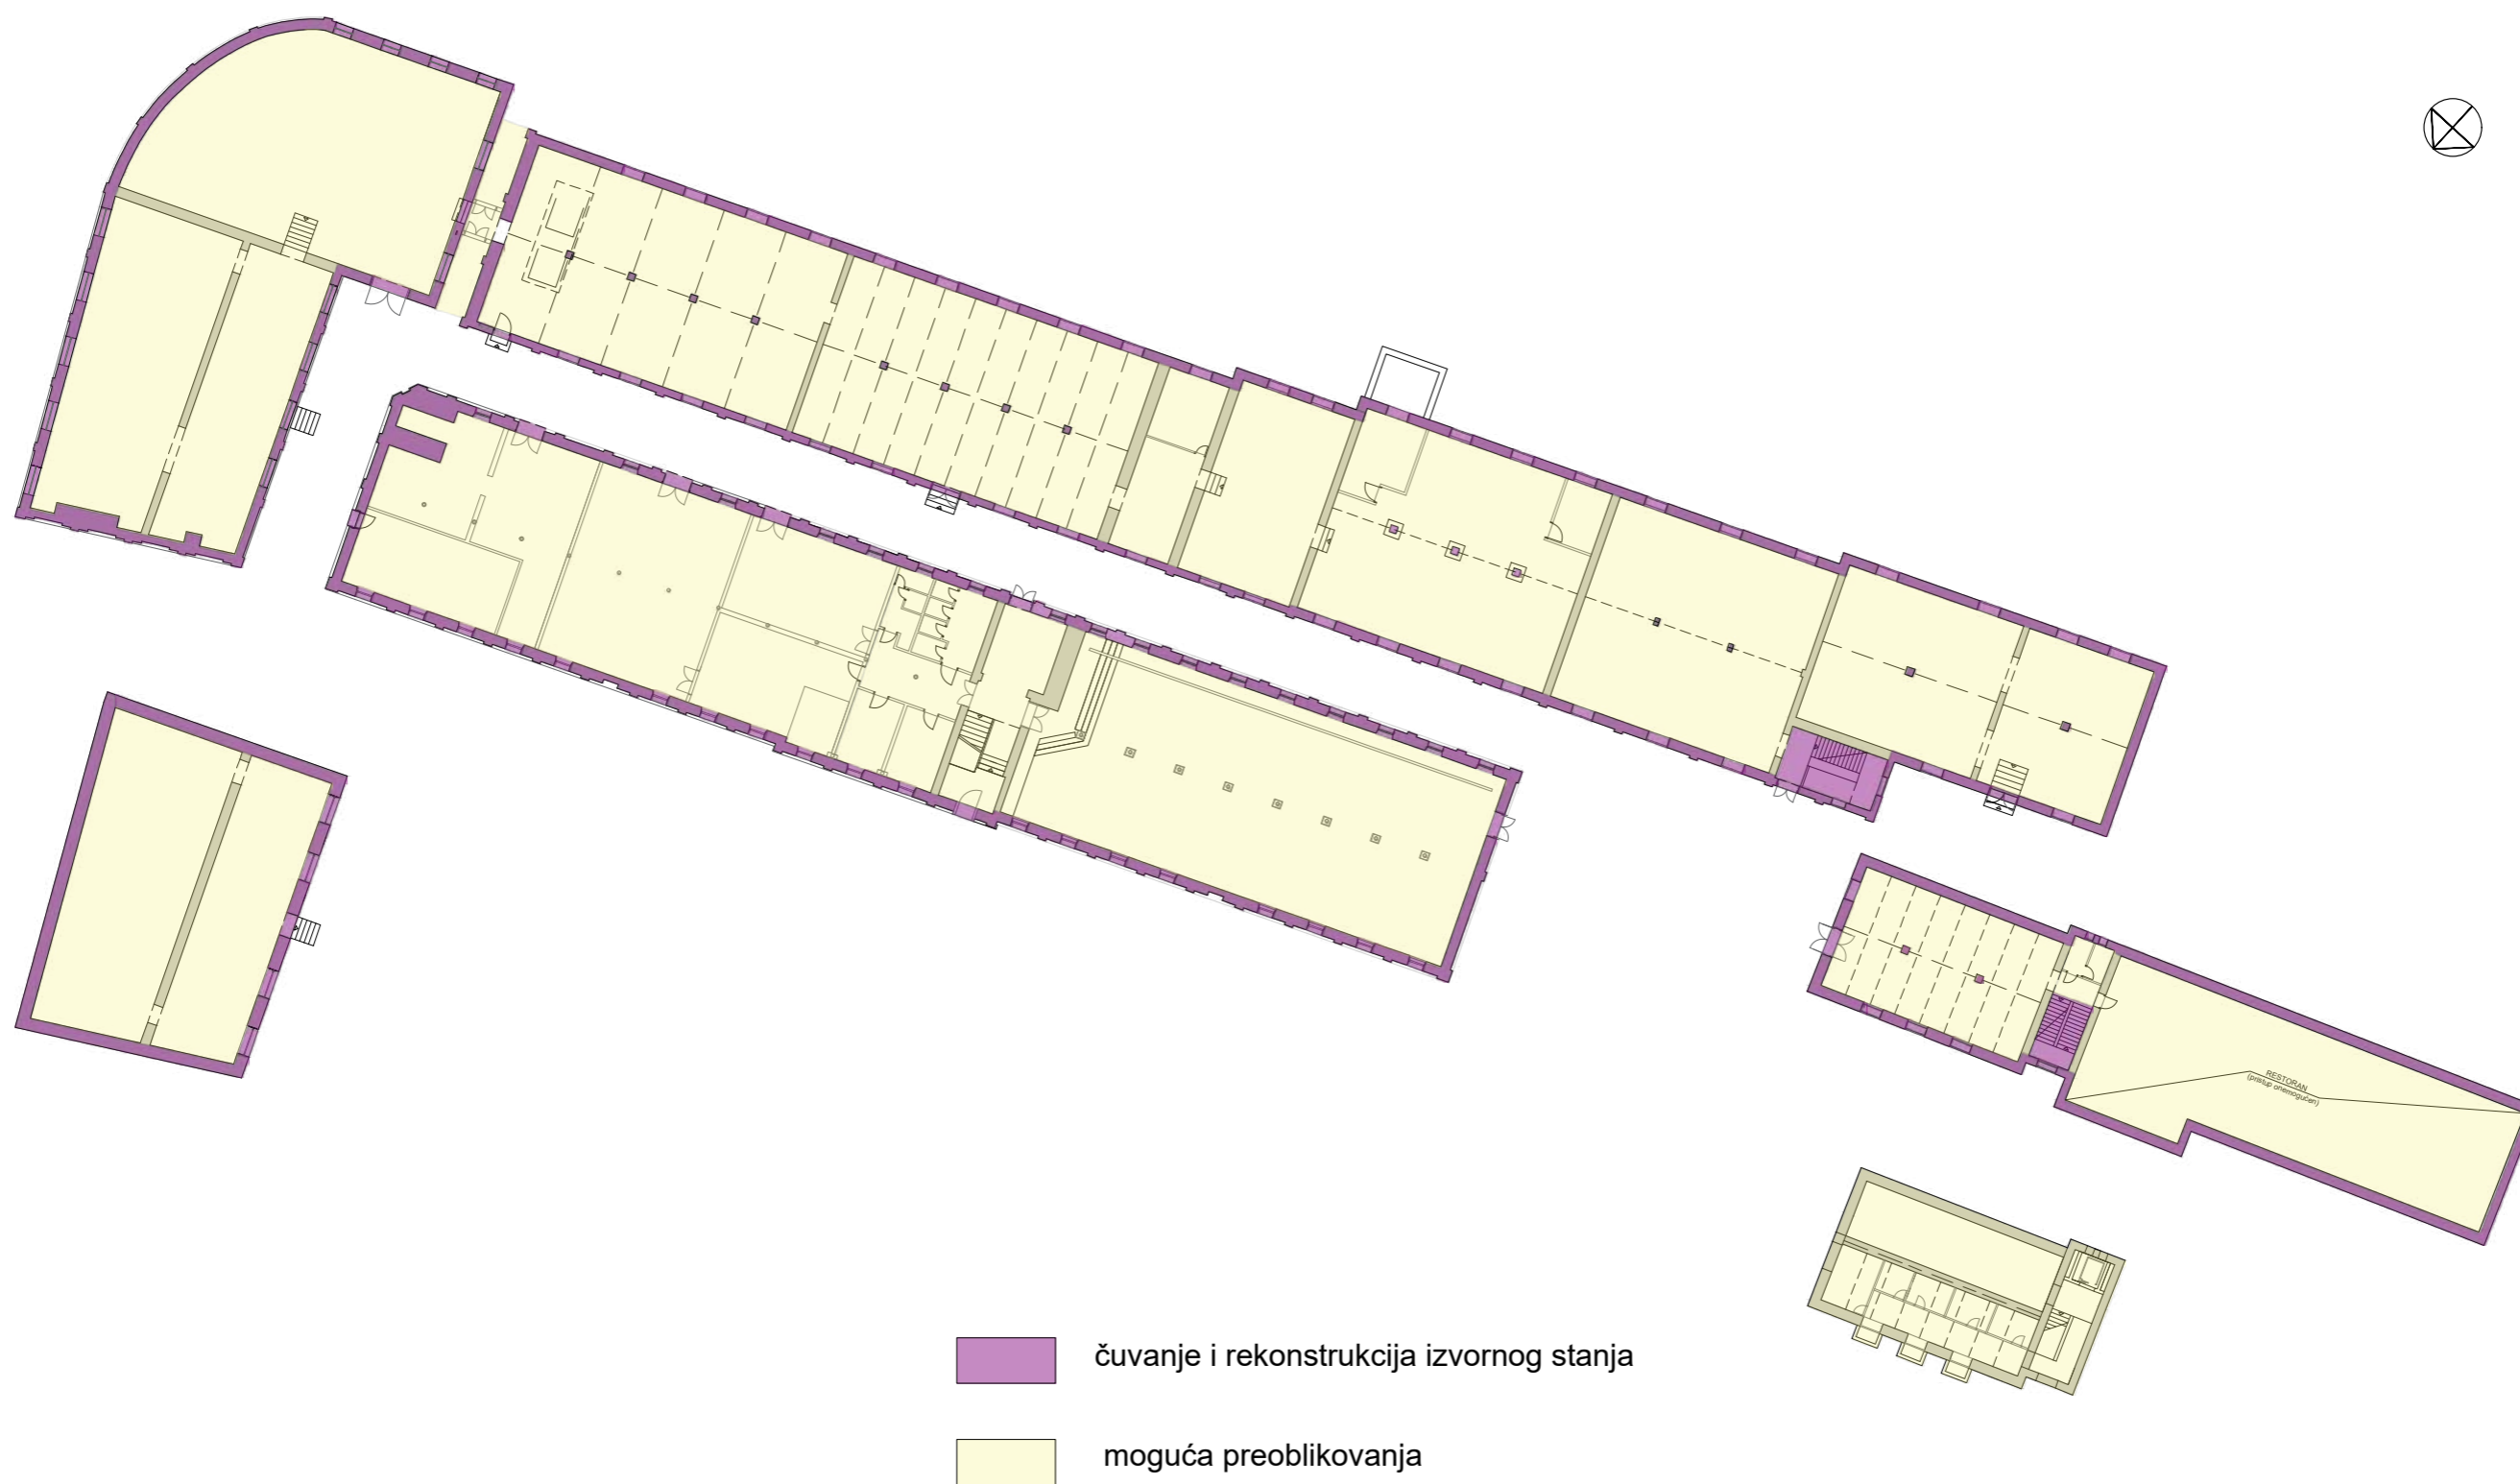 RESTORAN
(pristup onemogućen)
čuvanje i rekonstrukcija izvornog stanja
moguća preoblikovanja